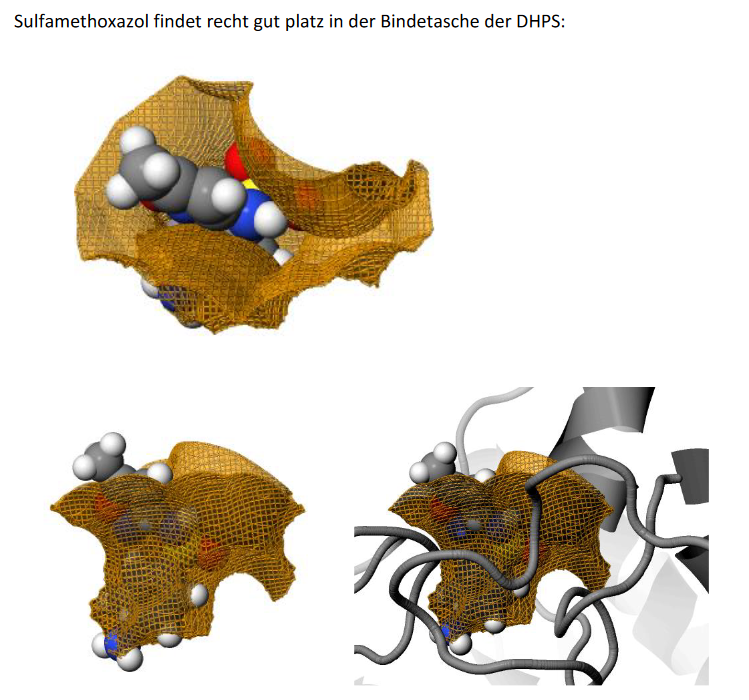 Sulfamethoxazol findet recht gut platz in der Bindetasche der DHPS: